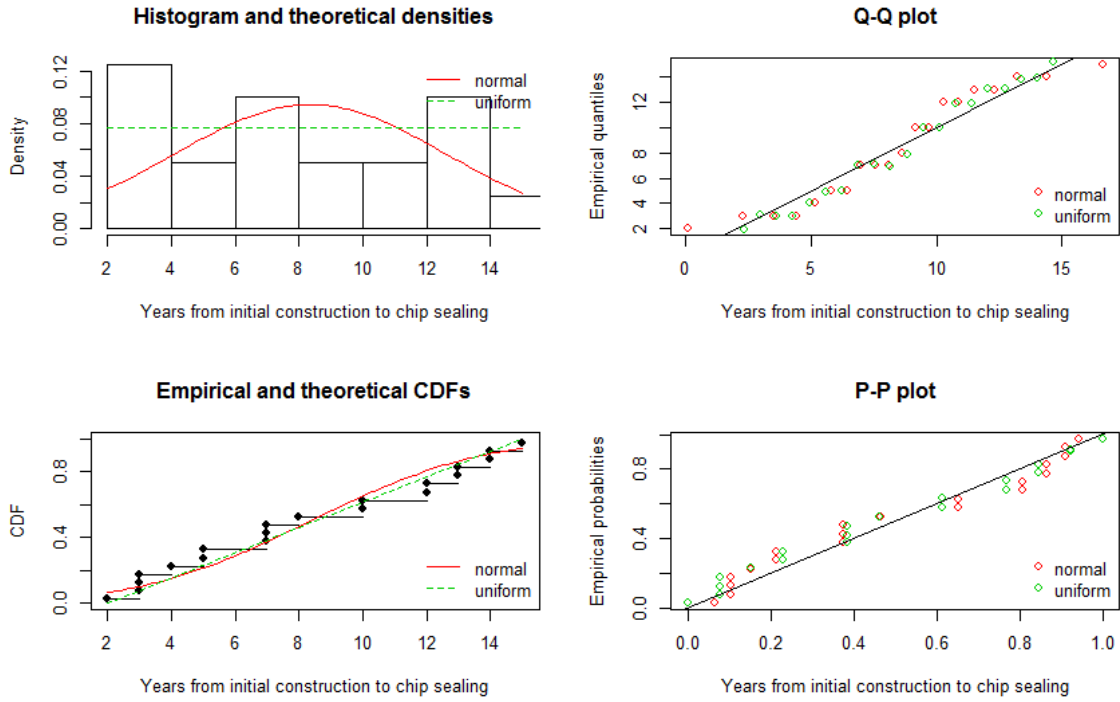 Histogram and theoretical densities
Density
0.00 0.04 0.08 0.12
normal
uniform
2 4 6 8 10 12 14
Years from initial construction to chip sealing
Q-Q plot
Empirical quantiles
2 4 6 8 12
normal
uniform
0 5 10 15
Years from initial construction to chip sealing
Empirical and theoretical CDFs
CDF
0.0 0.4 0.8
normal
uniform
2 4 6 8 10 12 14
Years from initial construction to chip sealing
P-P plot
Empirical probabilities
0.0 0.4 0.8
normal
uniform
0.0 0.2 0.4 0.6 0.8 1.0
Years from initial construction to chip sealing